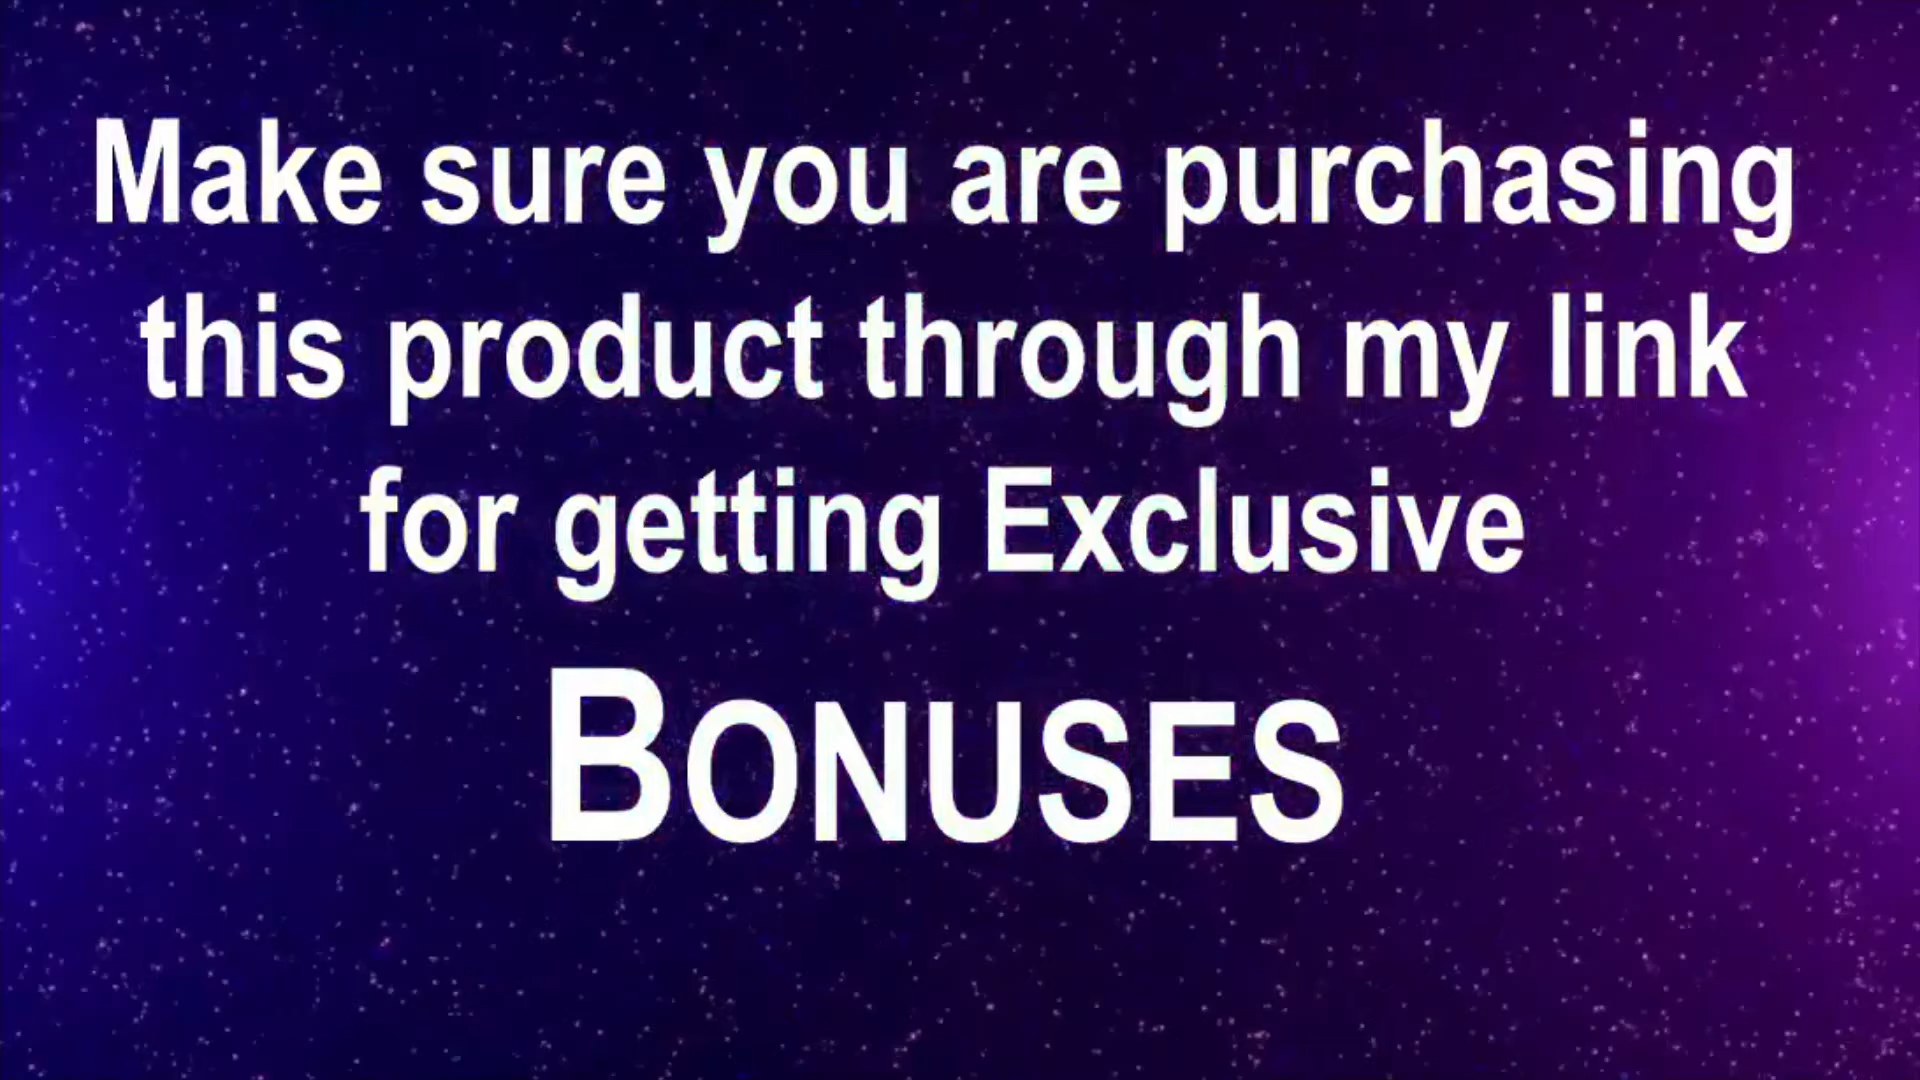 Make sure you are purchasing
this product through my link
for getting Exclusive
BONUSES